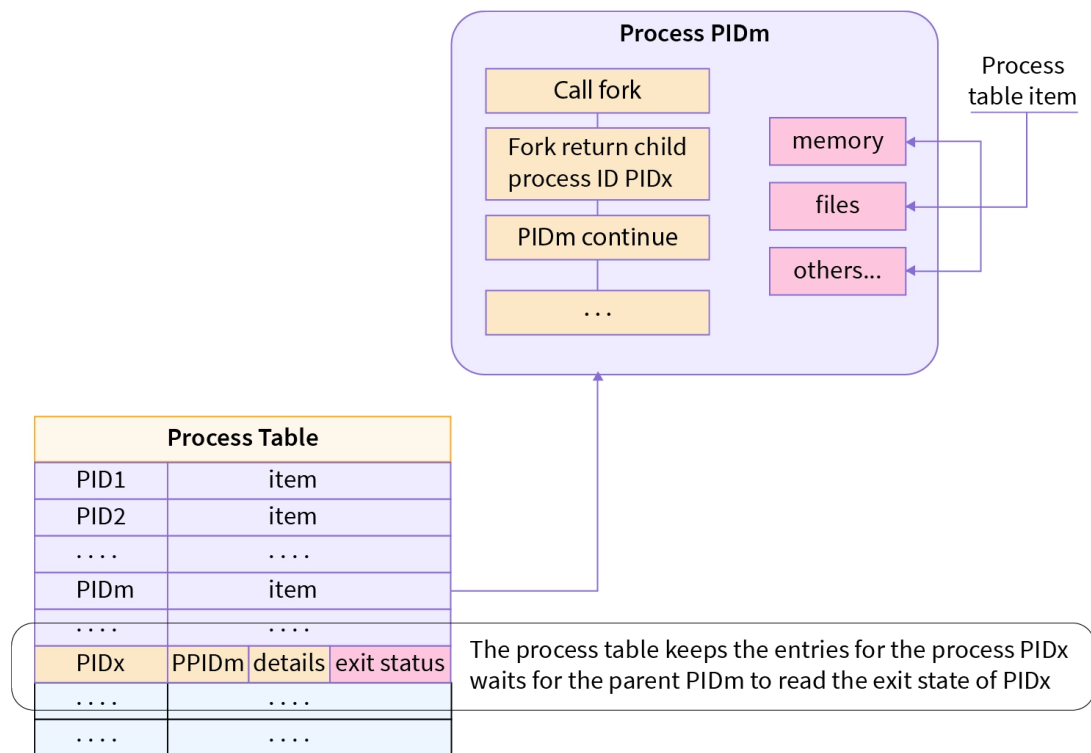 Process PIDm
Call fork
Fork return child
process ID PIDx
PIDm continue
...
memory
files
others...
Process
table item
Process Table
PID1 item
PID2 item
.... ....
PIDm item
.... ....
PIDx PPIDm details exit status
.... ....
.... ....
The process table keeps the entries for the process PIDx
waits for the parent PIDm to read the exit state of PIDx